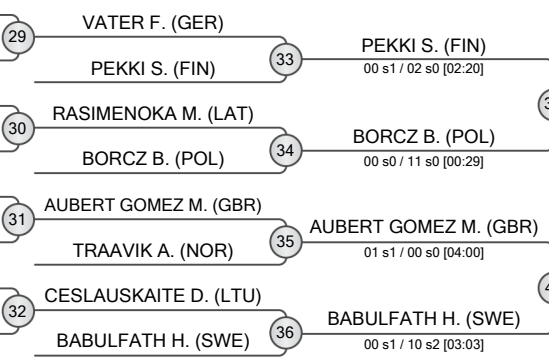 VATER F. (GER)
29
PEKKI S. (FIN)
33
PEKKI S. (FIN)
00 s1 / 02 s0 [02:20]
RASIMENOKA M. (LAT)
30
BORCZ B. (POL)
34
BORCZ B. (POL)
00 s0 / 11 s0 [00:29]
AUBERT GOMEZ M. (GBR)
31
AUBERT GOMEZ M. (GBR)
35
TRAAVIK A. (NOR)
01 s1 / 00 s0 [04:00]
CESLAUSKAITE D. (LTU)
32
BABULFATH H. (SWE)
36
BABULFATH H. (SWE)
00 s1 / 10 s2 [03:03]